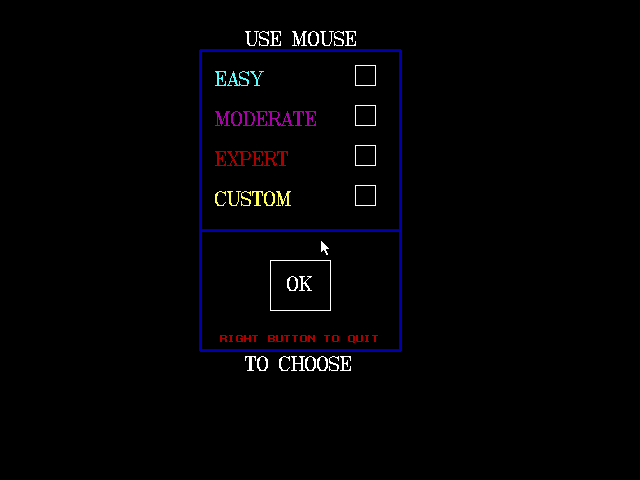 USE MOUSE
EASY
MODERATE
EXPERT
CUSTOM
OK
RIGHT BUTTON TO QUIT
TO CHOOSE